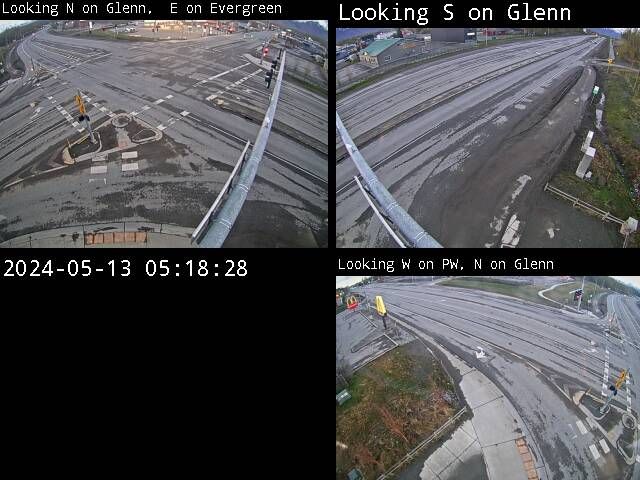 Looking N on Glenn, E on Evergreen
Looking S on Glenn
2024-05-13 05:18:28
Looking W on PW, N on Glenn